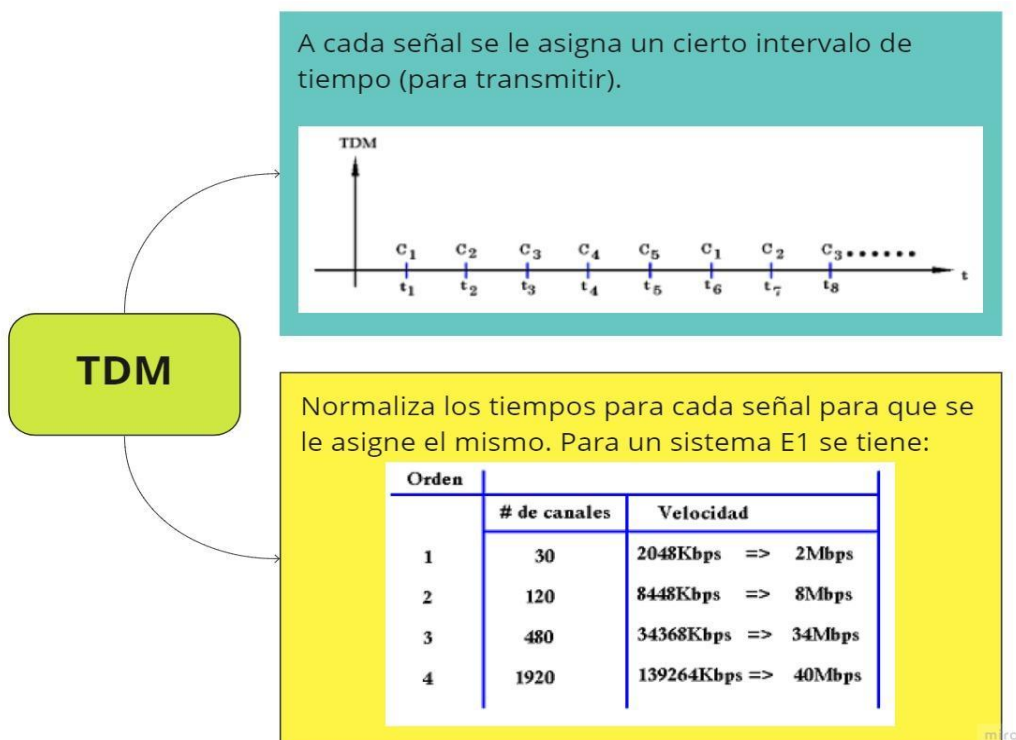 A cada señal se le asigna un cierto intervalo de
tiempo (para transmitir).
TDM
C1 C2 C3 C4 C5 C1 C2 C3......
t1 t2 t3 t4 t5 t6 t7 t8 t
TDM
Normaliza los tiempos para cada señal para que se
le asigne el mismo. Para un sistema E1 se tiene:
Orden
# de canales Velocidad
1 30 2048Kbps => 2Mbps
2 120 8448Kbps => 8Mbps
3 480 34368Kbps => 34Mbps
4 1920 139264Kbps => 40Mbps
miro